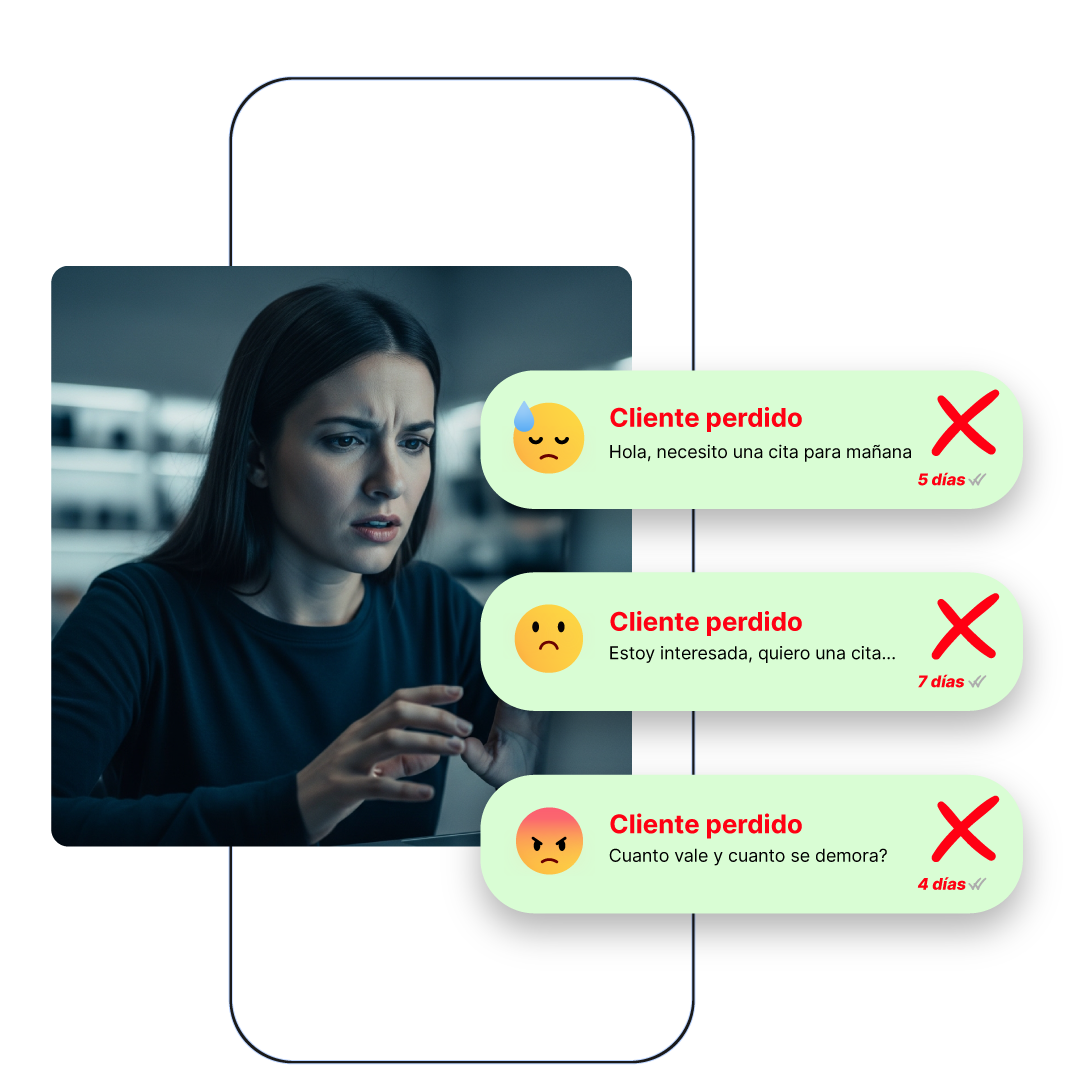 Cliente perdido
Hola, necesito una cita para mañana
5 días
Cliente perdido
Estoy interesada, quiero una cita...
7 días
Cliente perdido
Cuanto vale y cuanto se demora?
4 días